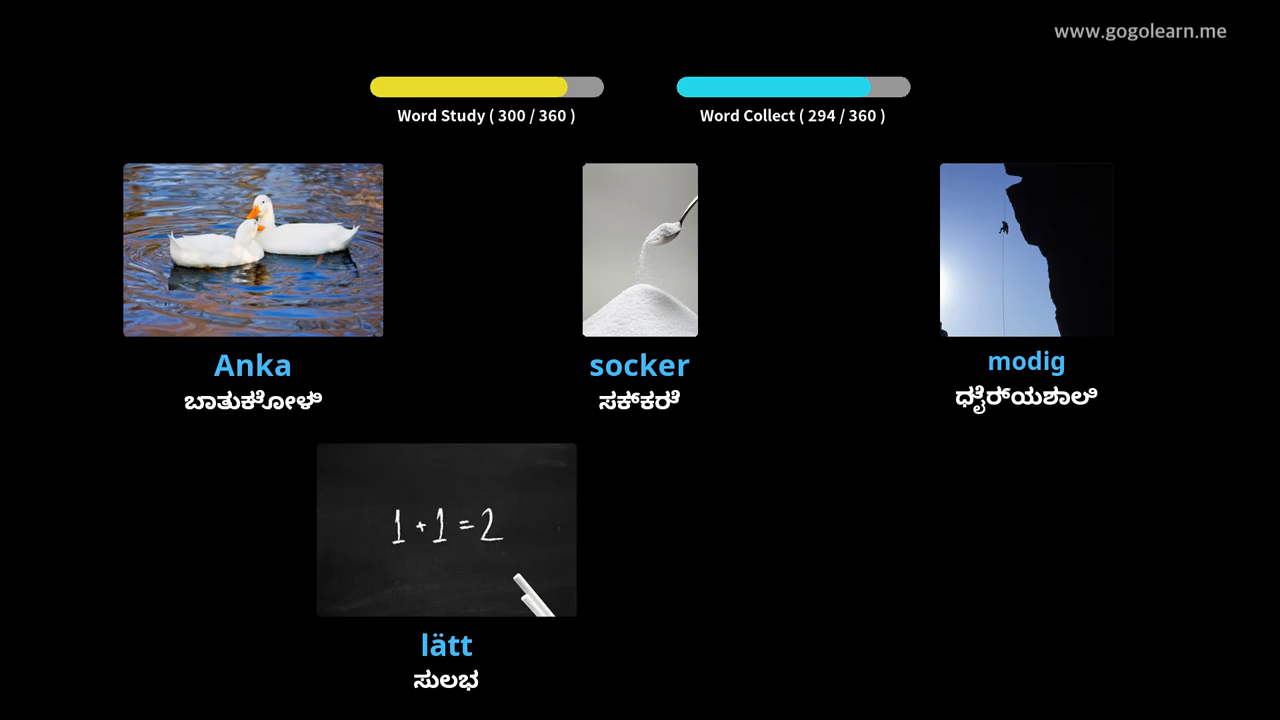 www.gogolearn.me
Word Study ( 300 / 360 )
Word Collect ( 294 / 360 )
Anka
ಬಾತುಕೋಳಿ
socker
ಸಕ್ಕರೆ
modig
ಧೈರ್ಯಶಾಲಿ
1 + 1 = 2
lätt
ಸುಲಭ